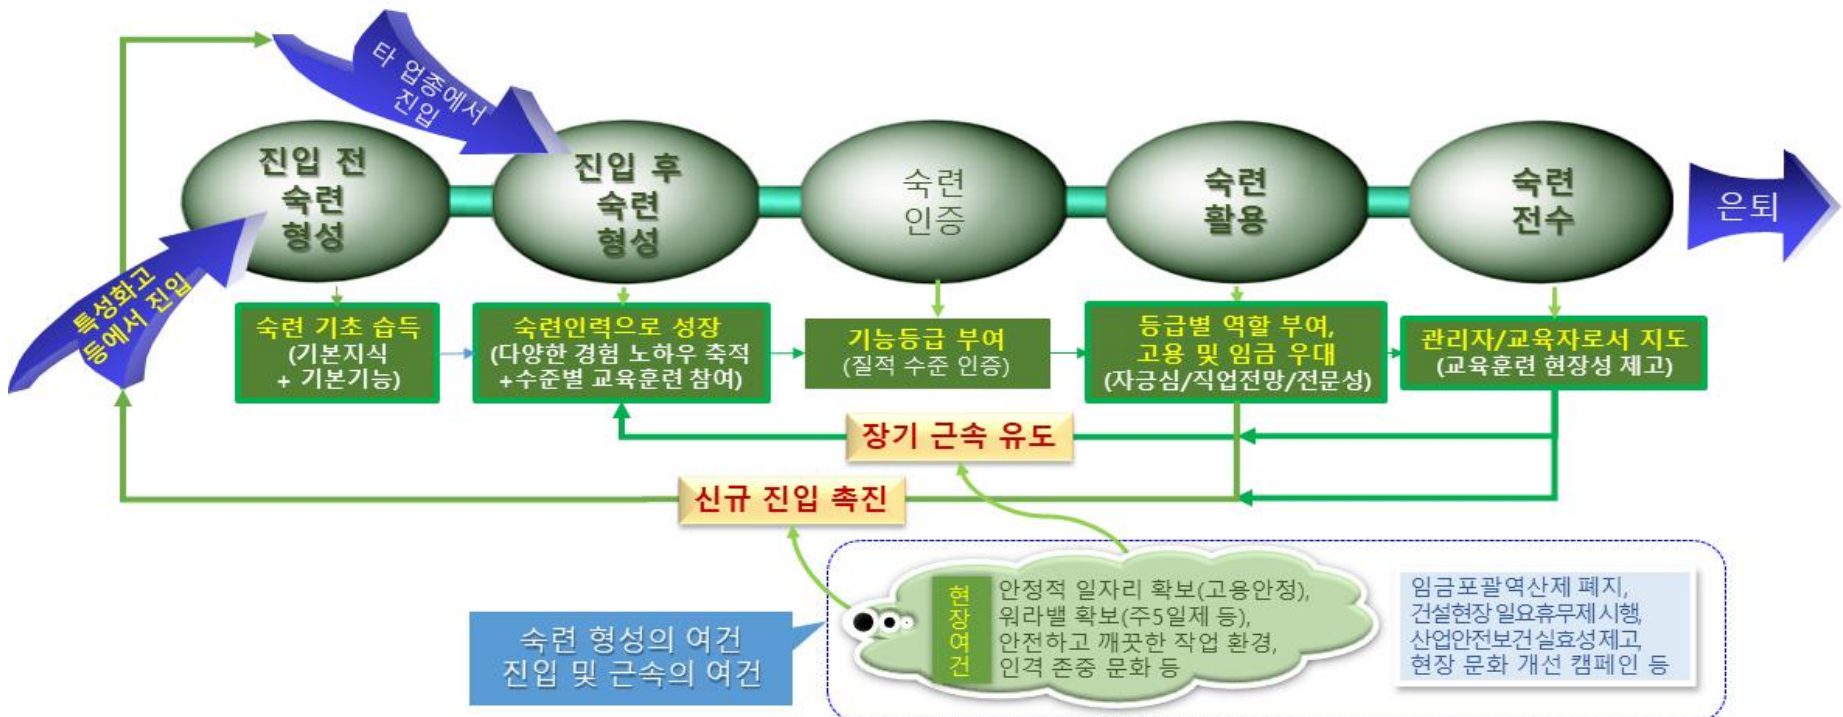 타 업종에서
진입
진입 전
숙련
형성
진입 후
숙련
형성
숙련
인증
숙련
활용
숙련
전수
은퇴
특성화고
등에서 진입
숙련 기초 습득
(기본지식
+ 기본기능)
숙련인력으로 성장
(다양한 경험 노하우 축적
+수준별 교육훈련 참여)
기능등급 부여
(질적 수준 인증)
등급별 역할 부여,
고용 및 임금 우대
(자긍심/직업전망/전문성)
관리자/교육자로서 지도
(교육훈련 현장성 제고)
장기 근속 유도
신규 진입 촉진
숙련 형성의 여건
진입 및 근속의 여건
현장여건
안정적 일자리 확보(고용안정),
워라밸 확보(주5일제 등),
안전하고 깨끗한 작업 환경,
인격 존중 문화 등
임금포괄역산제 폐지,
건설현장 일요휴무제 시행,
산업안전보건 실효성 제고,
현장 문화 개선 캠페인 등